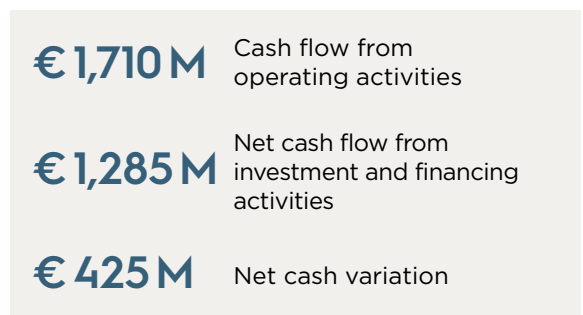 € 1,710 M
Cash flow from
operating activities
€ 1,285 M
Net cash flow from
investment and financing
activities
€ 425 M
Net cash variation